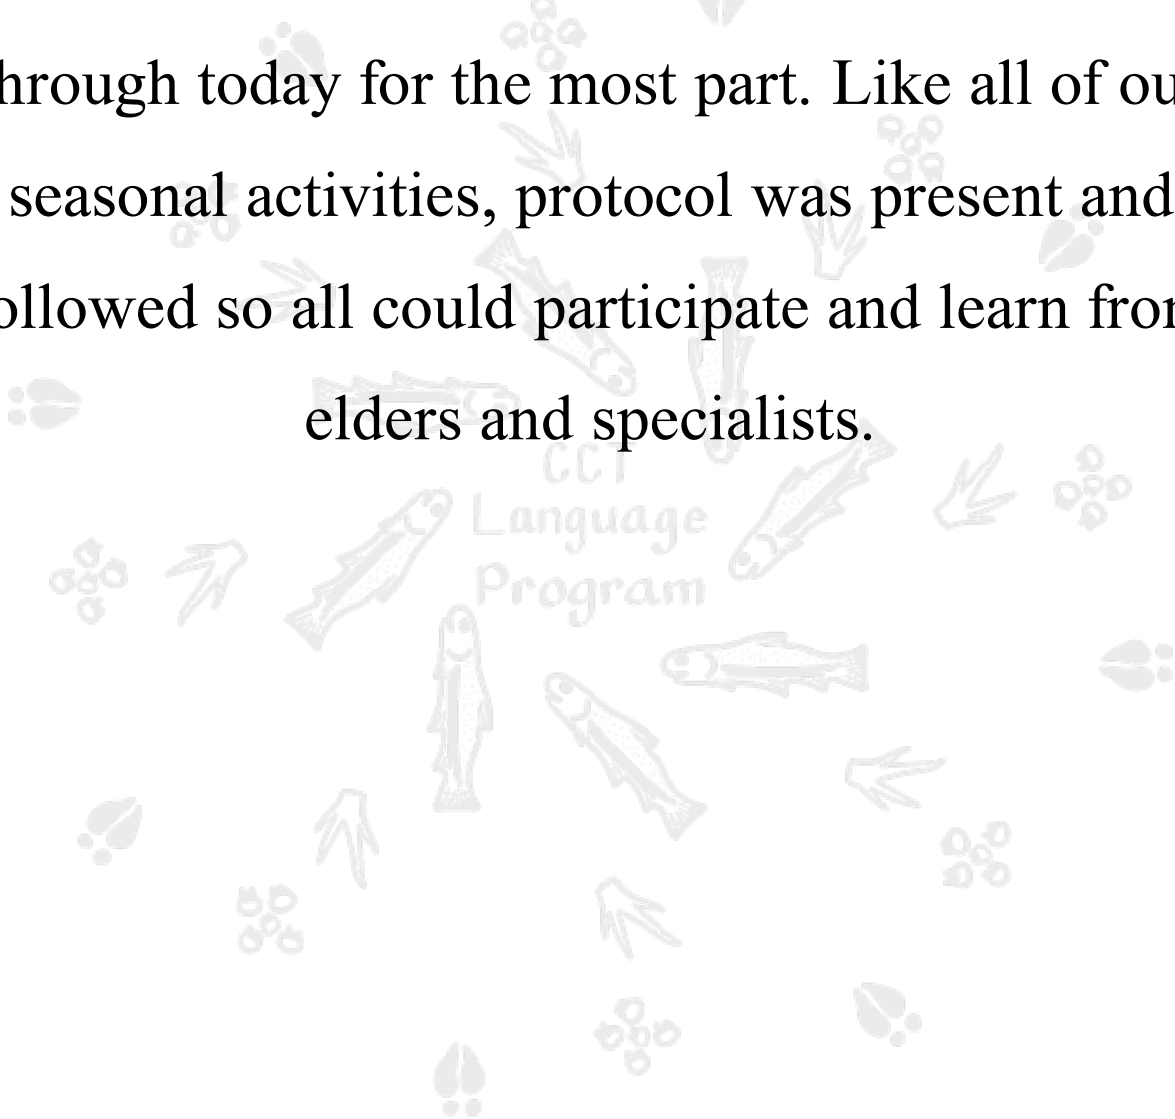 hrough today for the most part. Like all of ou
seasonal activities, protocol was present and
ollowed so all could participate and learn fro
elders and specialists.
CCT
Language
Program